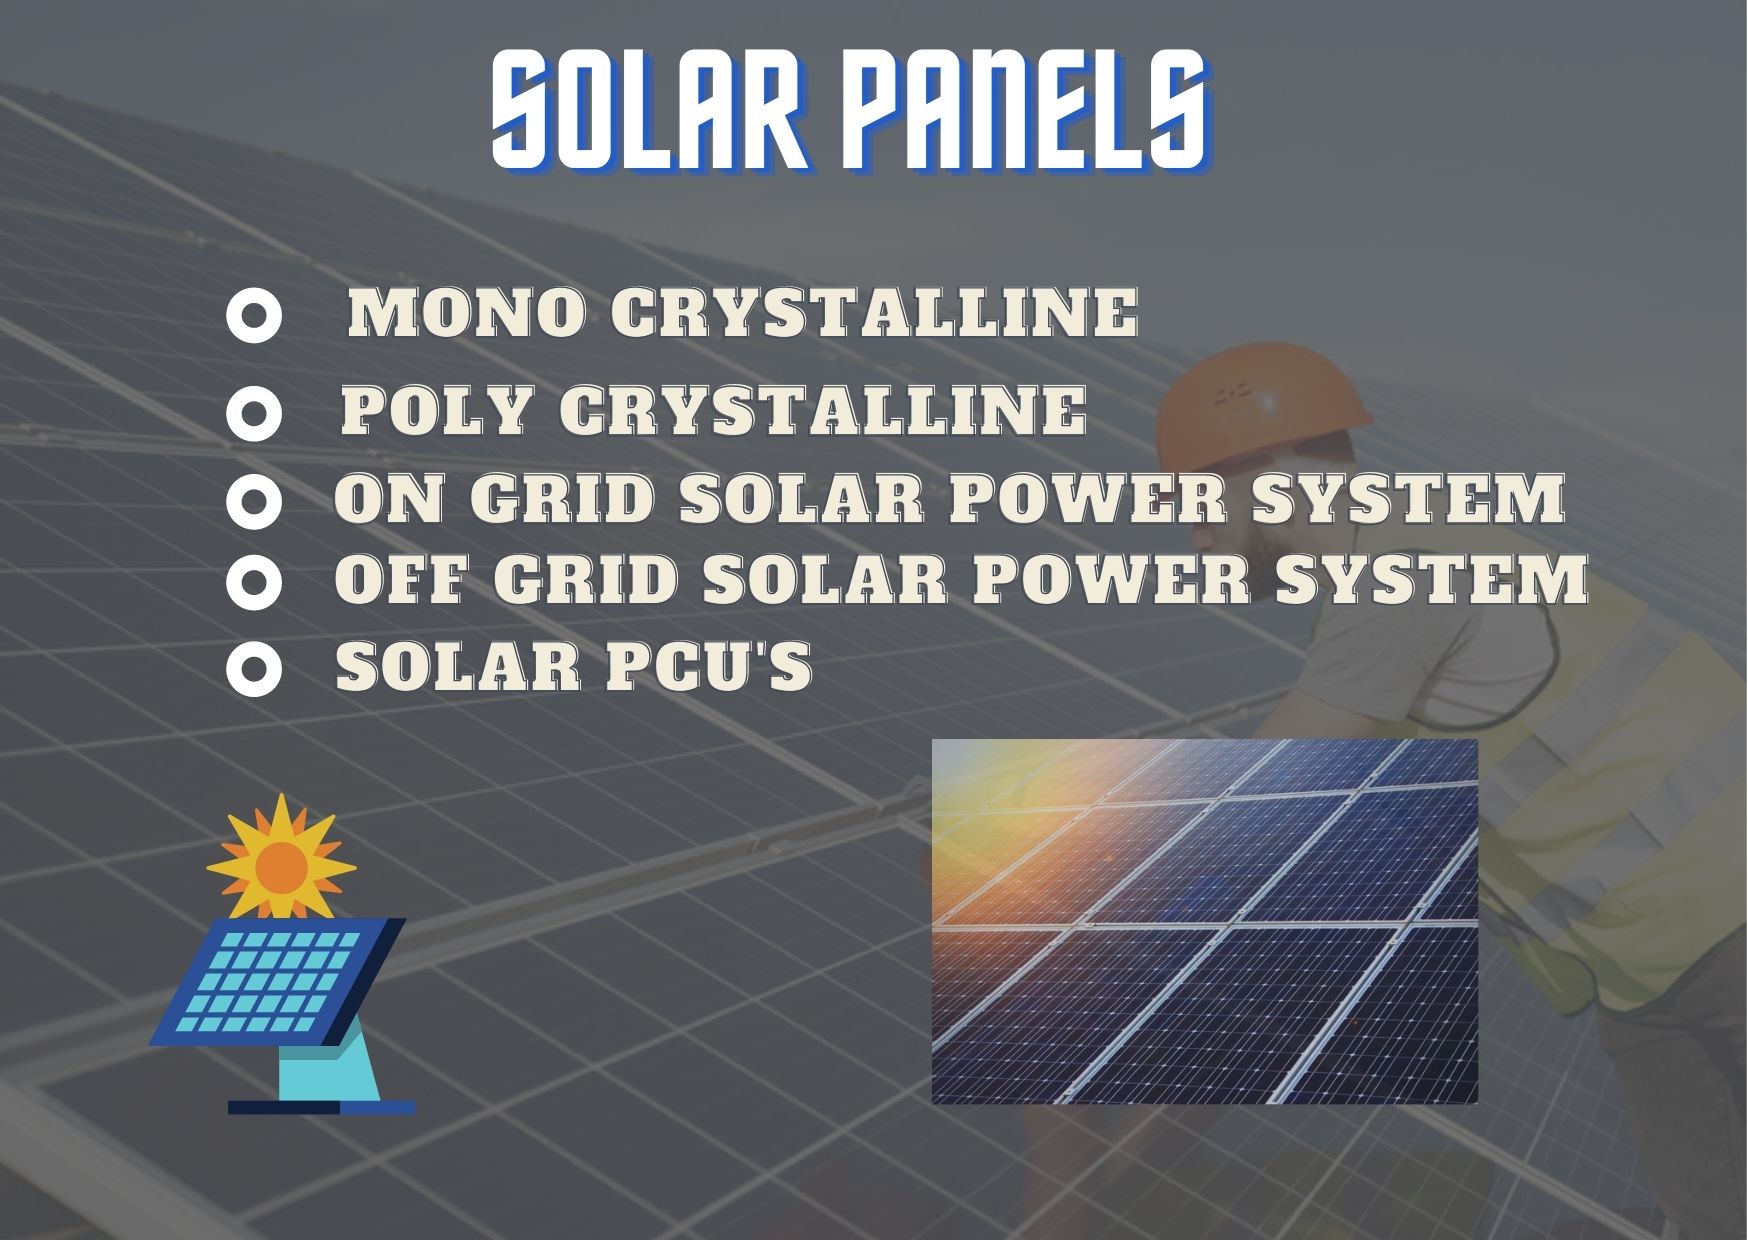 SOLAR PANELS
MONO CRYSTALLINE
POLY CRYSTALLINE
ON GRID SOLAR POWER SYSTEM
OFF GRID SOLAR POWER SYSTEM
SOLAR PCU'S